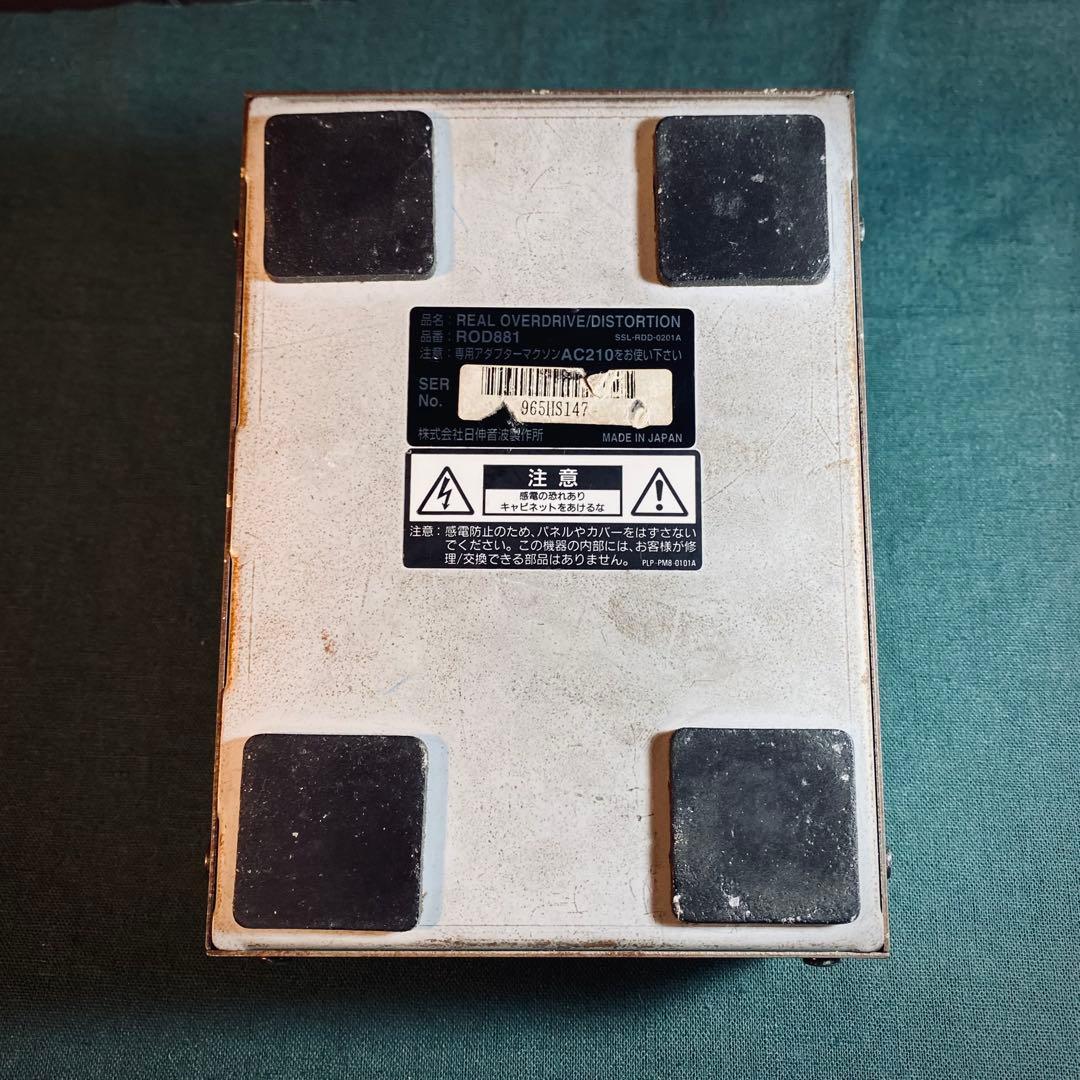 品名：REAL OVERDRIVE/DISTORTION
品番：ROD881 SSL-RDD-0201A
注意：専用アダプターマクソンAC210をお使い下さい
SER
No.
965HS147
株式会社日伸音波製作所 MADE IN JAPAN
注意
感電の恐れあり
キャビネットをあけるな
注意：感電防止のため、パネルやカバーをはずさない
でください。この機器の内部には、お客様が修
理/交換できる部品はありません。 PLP-PM8-0101A